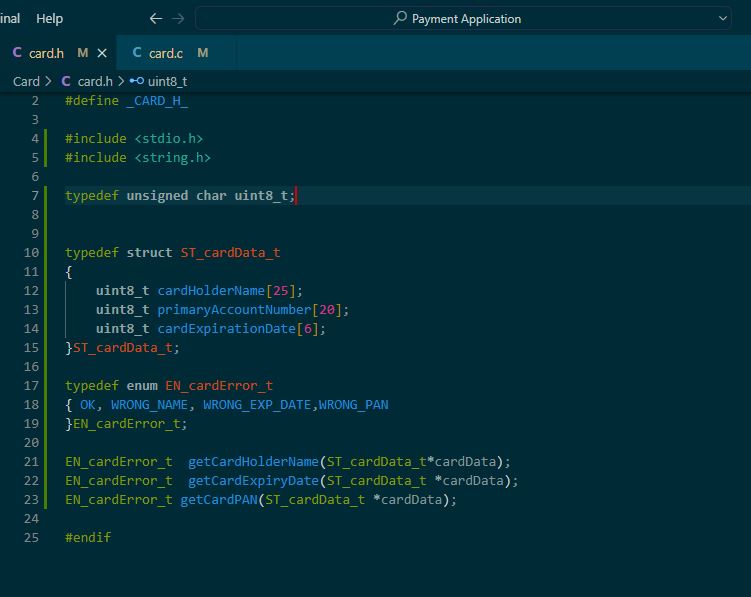 inal Help
Payment Application
C card.h M
C card.c M
Card > C card.h > uint8_t
2 #define _CARD_H_
3
4 #include <stdio.h>
5 #include <string.h>
6
7 typedef unsigned char uint8_t;
8
9
10 typedef struct ST_cardData_t
11 {
12     uint8_t cardHolderName[25];
13     uint8_t primaryAccountNumber[20];
14     uint8_t cardExpirationDate[6];
15 }ST_cardData_t;
16
17 typedef enum EN_cardError_t
18 { OK, WRONG_NAME, WRONG_EXP_DATE,WRONG_PAN
19 }EN_cardError_t;
20
21 EN_cardError_t  getCardHolderName(ST_cardData_t*cardData);
22 EN_cardError_t  getCardExpiryDate(ST_cardData_t *cardData);
23 EN_cardError_t getCardPAN(ST_cardData_t *cardData);
24
25 #endif